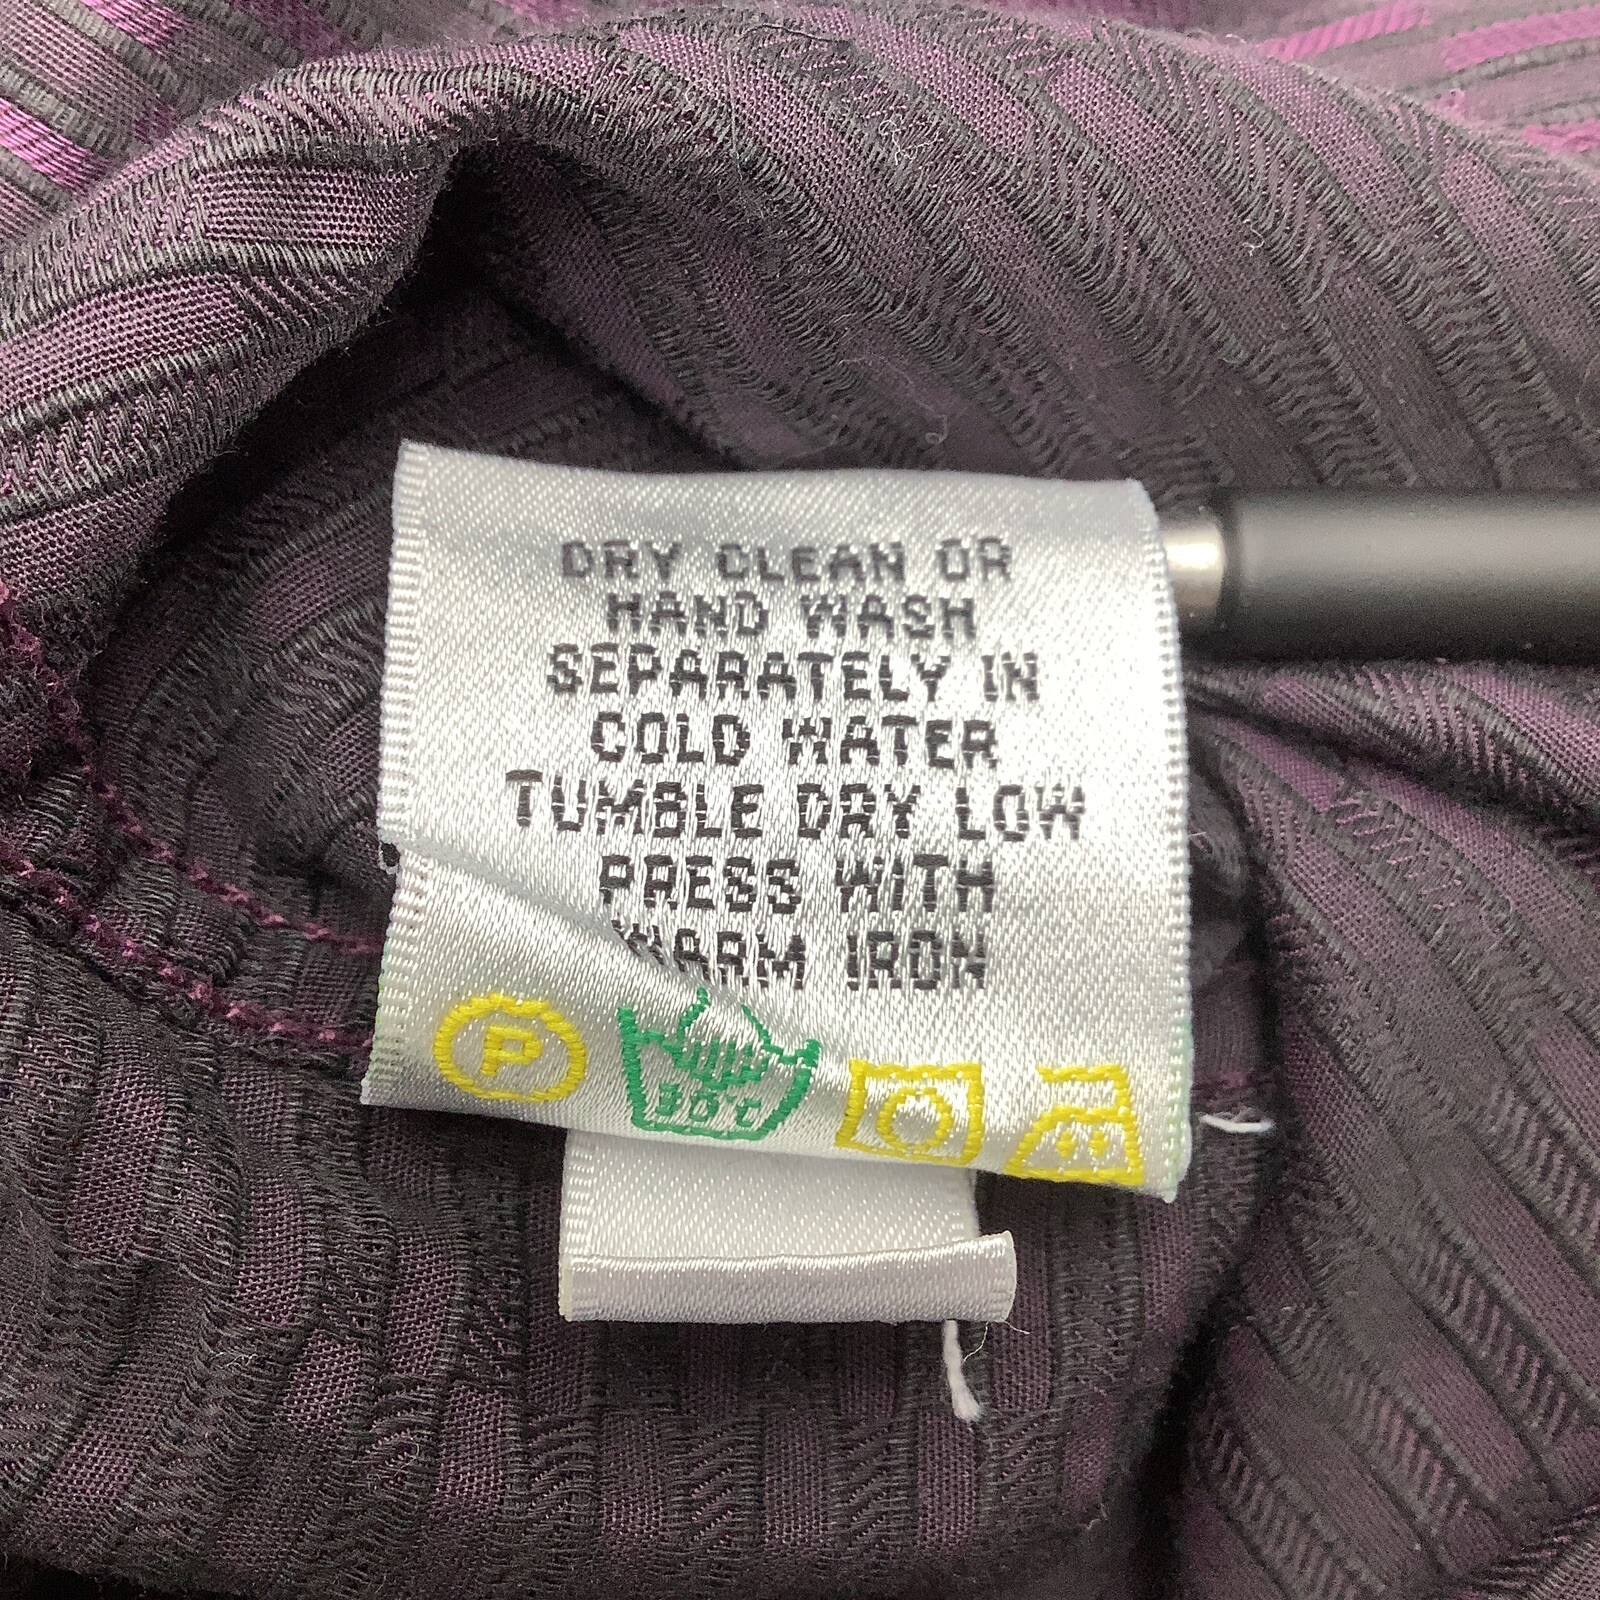 DRY CLEAN OR
HAND WASH
SEPARATELY IN
COLD WATER
TUMBLE DRY LOW
PRESS WITH
WARM IRON
P 30°C